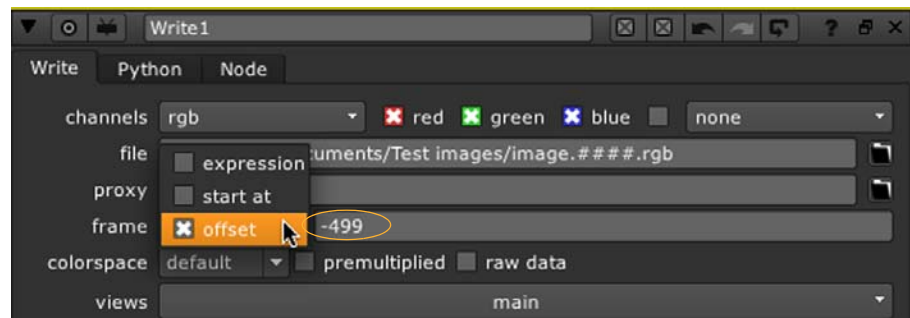 Write1 ?
Write Python Node
channels rgb red green blue none
file uments/Test images/image.####.rgb
expression
proxy
start at
frame offset -499
colorspace default premultiplied raw data
views main